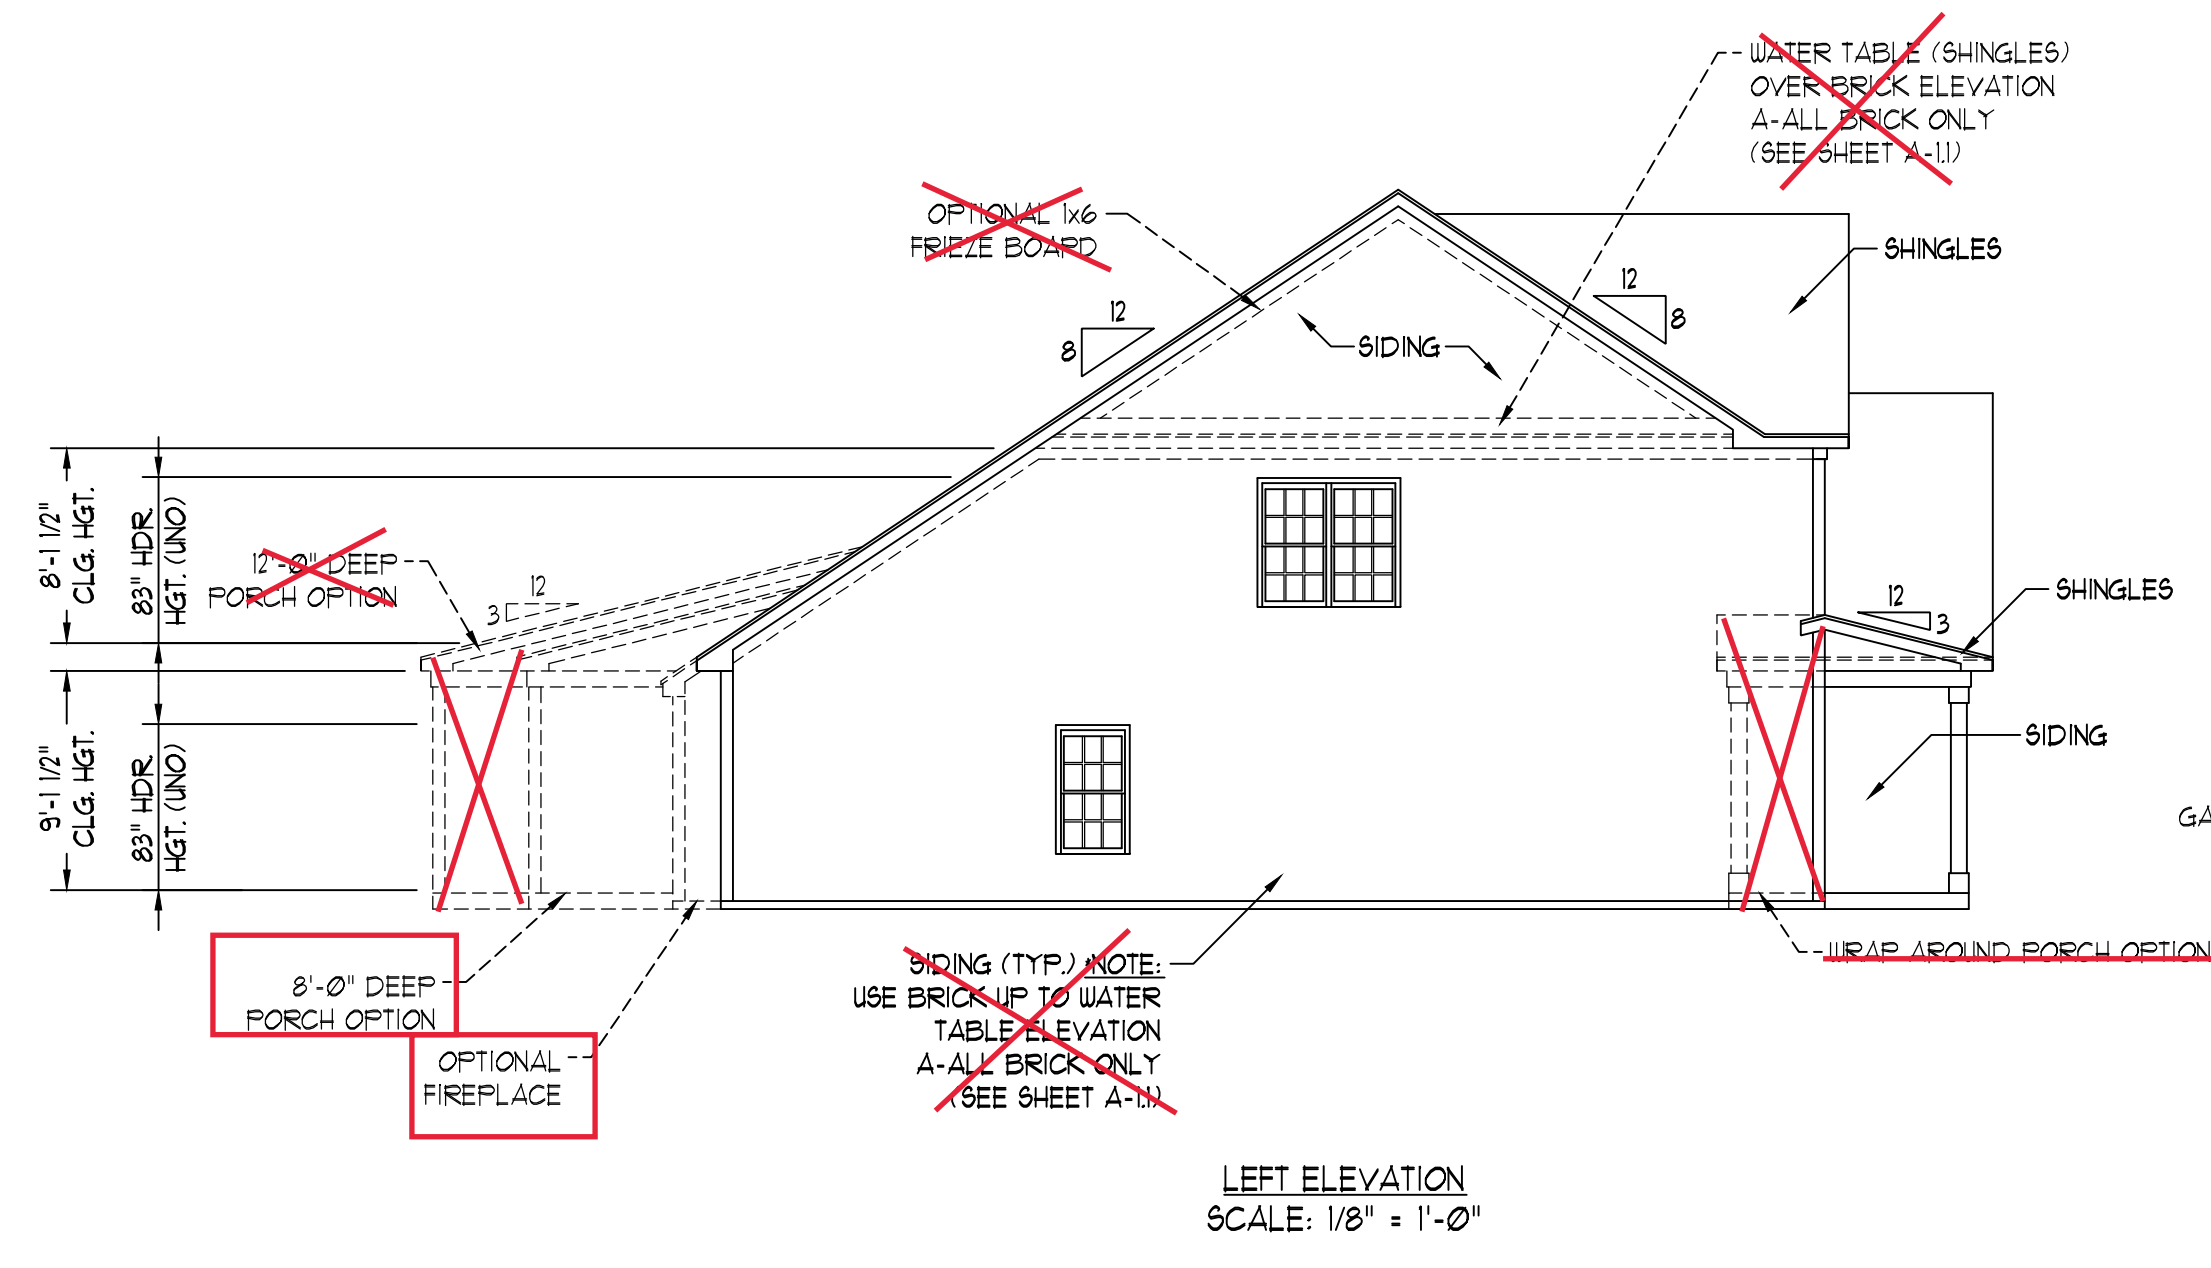 WATER TABLE (SHINGLES)
OVER BRICK ELEVATION
A-ALL BRICK ONLY
(SEE SHEET A-1.1)
OPTIONAL 1x6
FRIEZE BOARD
SHINGLES
12
8
12
8
SIDING
8'-1 1/2"
CLG. HGT.
83" HDR.
HGT. (UNO)
12'-0" DEEP
PORCH OPTION
12
3
12
3
SHINGLES
9'-1 1/2"
CLG. HGT.
83" HDR.
HGT. (UNO)
SIDING
GA
8'-0" DEEP
PORCH OPTION
OPTIONAL
FIREPLACE
SIDING (TYP.) *NOTE:
USE BRICK UP TO WATER
TABLE ELEVATION
A-ALL BRICK ONLY
(SEE SHEET A-1.1)
WRAP AROUND PORCH OPTION
LEFT ELEVATION
SCALE: 1/8" = 1'-0"